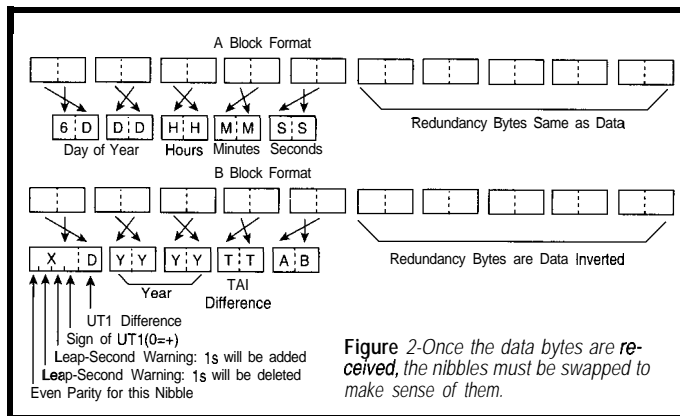 A Block Format
6 D D D H H M M S S
Day of Year Hours Minutes Seconds
Redundancy Bytes Same as Data
B Block Format
X D Y Y Y Y T T A B
Year TAI Difference
Redundancy Bytes are Data Inverted
UT1 Difference
Sign of UT1(0=+)
Leap-Second Warning: 1s will be added
Leap-Second Warning: 1s will be deleted
Even Parity for this Nibble
Figure 2-Once the data bytes are re-
ceived, the nibbles must be swapped to
make sense of them.